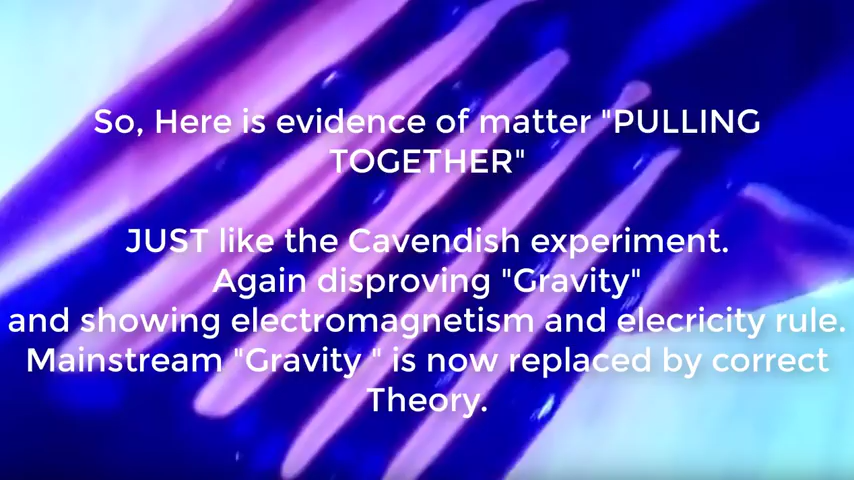 So, Here is evidence of matter "PULLING
TOGETHER"
JUST like the Cavendish experiment.
Again disproving "Gravity"
and showing electromagnetism and elecricity rule.
Mainstream "Gravity " is now replaced by correct
Theory.